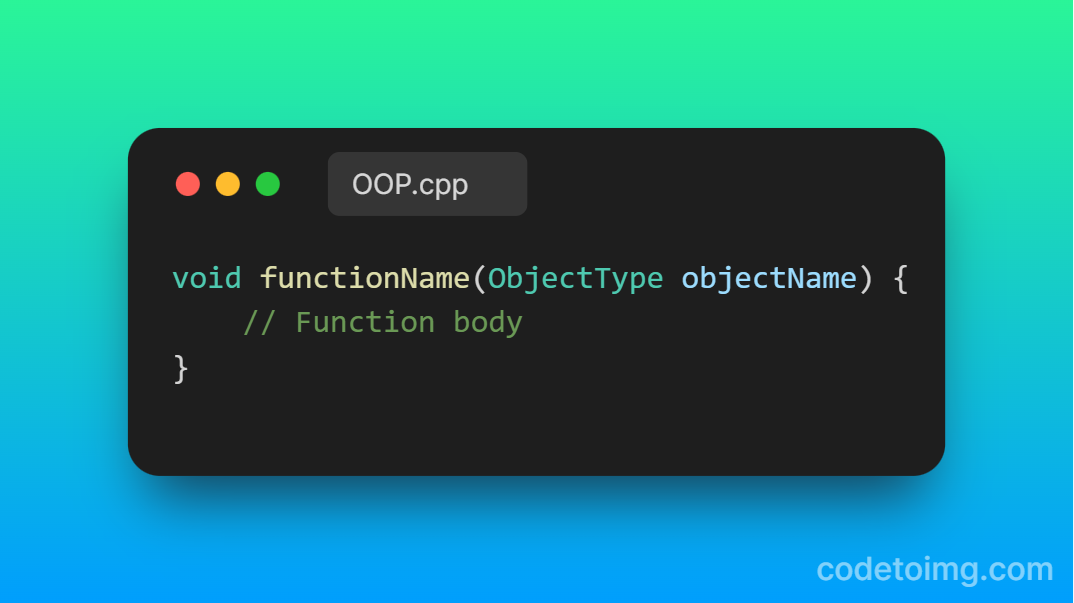 OOP.cpp
void functionName(ObjectType objectName) {
    // Function body
}
codetoimg.com